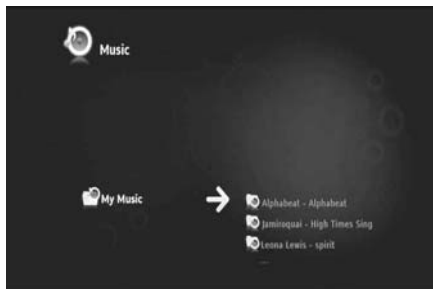 Music
My Music
Alphabeat - Alphabeat
Jamiroquai - High Times Sing
Leona Lewis - spirit